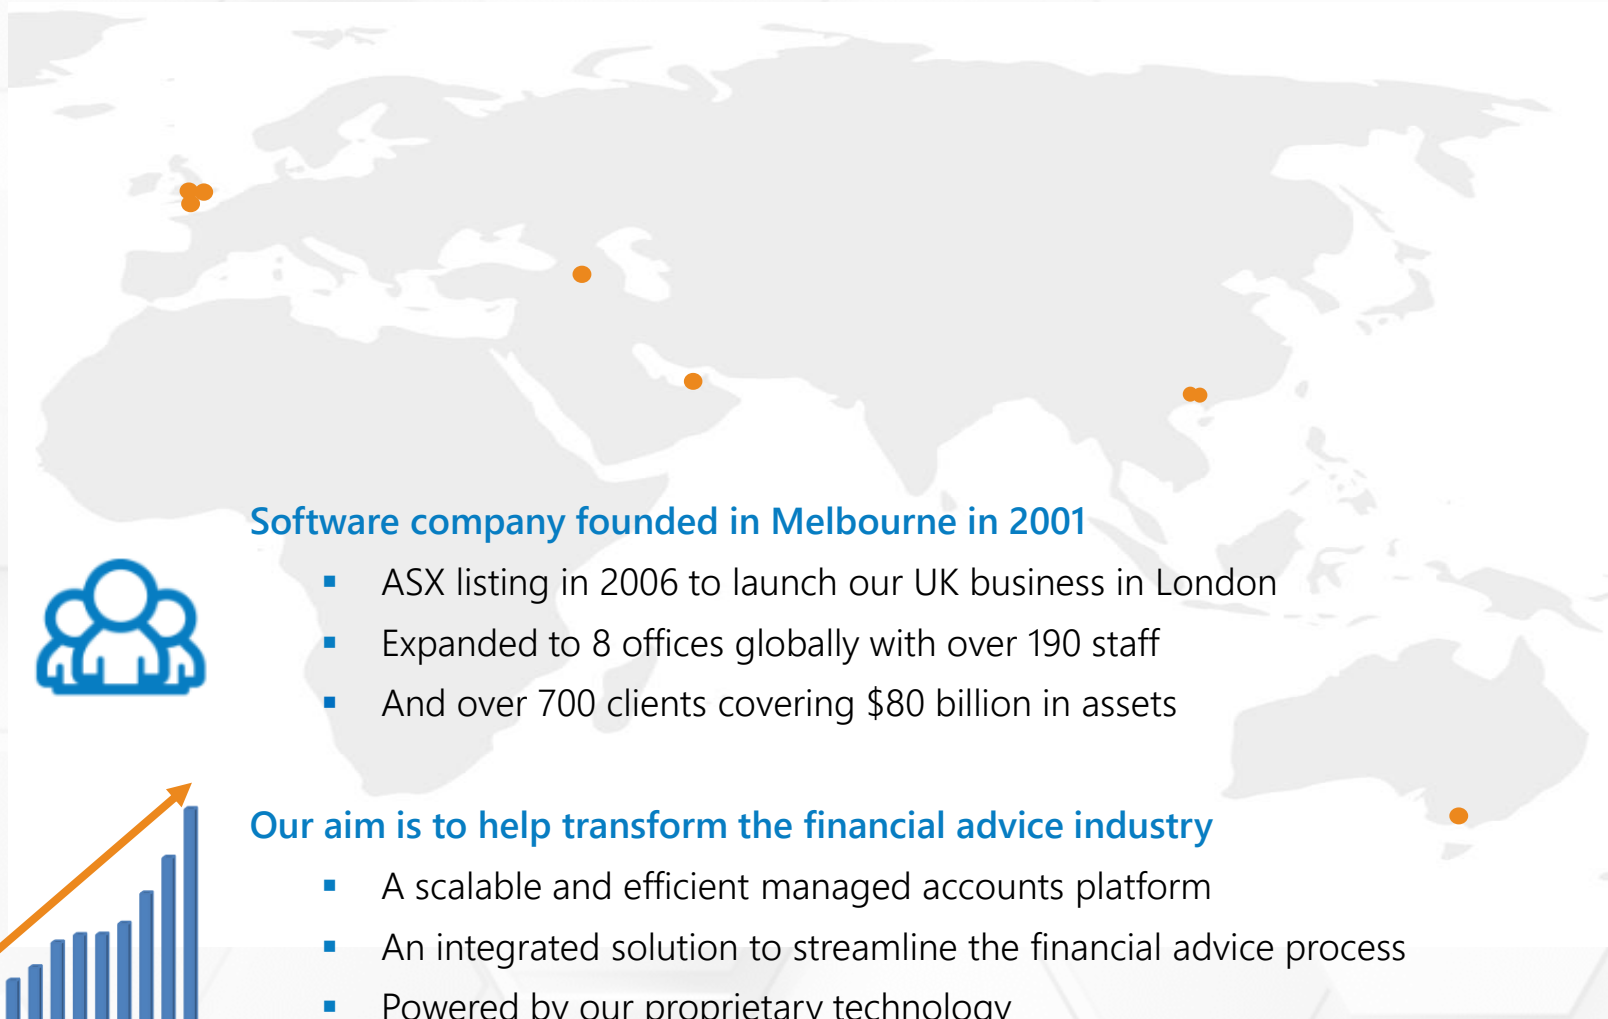 Software company founded in Melbourne in 2001
▪ ASX listing in 2006 to launch our UK business in London
▪ Expanded to 8 offices globally with over 190 staff
▪ And over 700 clients covering $80 billion in assets
Our aim is to help transform the financial advice industry
▪ A scalable and efficient managed accounts platform
▪ An integrated solution to streamline the financial advice process
▪ Powered by our proprietary technology